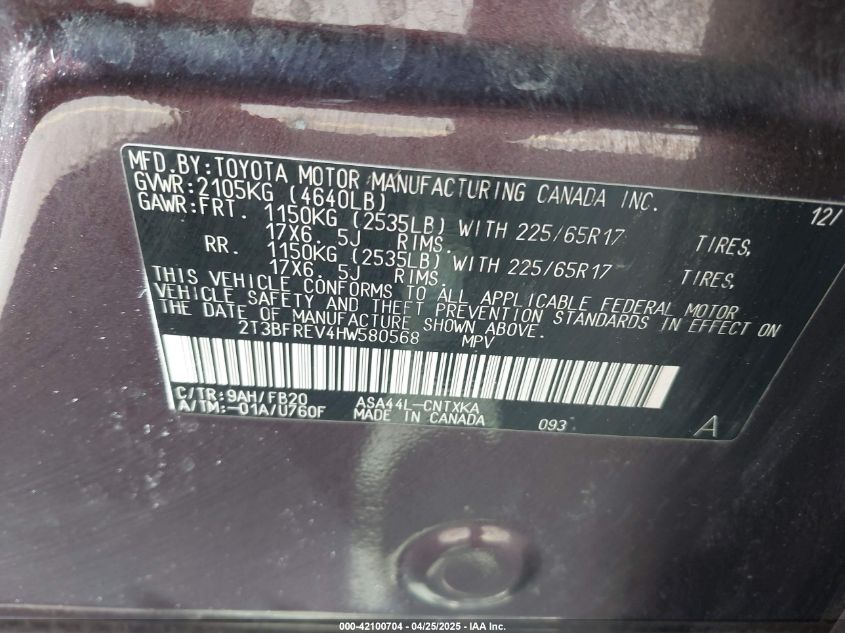 MFD.BY:TOYOTA MOTOR MANUFACTURING CANADA INC.
12/
GVWR:2105KG (4640LB)
GAWR:FRT. 1150KG (2535LB) WITH 225/65R17 TIRES,
17X6. 5J RIMS.
RR. 1150KG (2535LB) WITH 225/65R17 TIRES,
17X6. 5J RIMS.
THIS VEHICLE CONFORMS TO ALL APPLICABLE FEDERAL MOTOR
VEHICLE SAFETY AND THEFT PREVENTION STANDARDS IN EFFECT ON
THE DATE OF MANUFACTURE SHOWN ABOVE.
2T3BFREV4HW580568 MPV
C/TR:9AH/FB20 ASA44L-CNTXKA
A/TM:-01A/U760F MADE IN CANADA 093 A
000-42100704 - 04/25/2025 - IAA Inc.